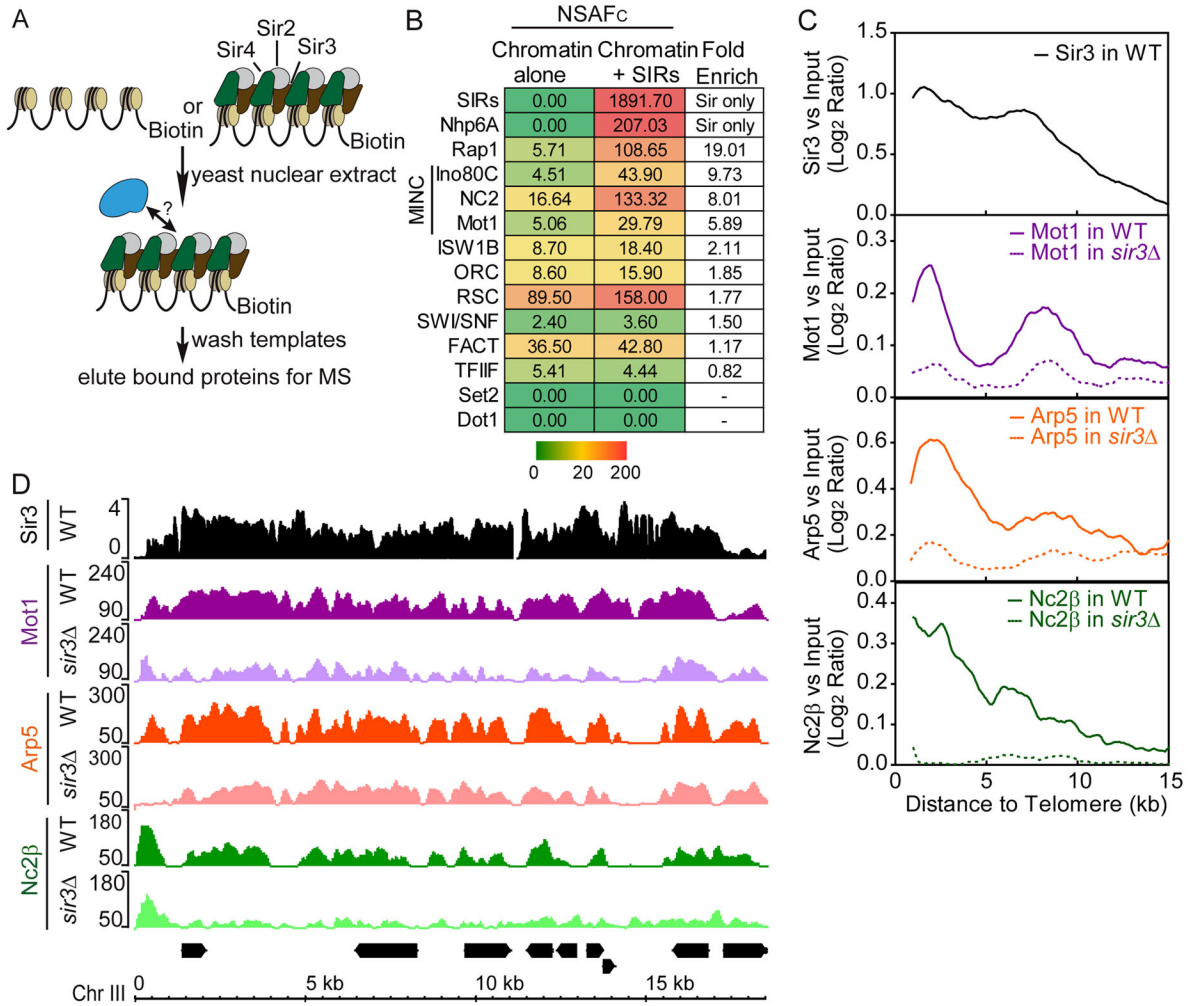 A
Sir2
Sir4
Sir3
or
Biotin
Biotin
yeast nuclear extract
?
Biotin
wash templates
elute bound proteins for MS
B
NSAFC
Chromatin alone Chromatin + SIRs Fold Enrich
SIRs 0.00 1891.70 Sir only
Nhp6A 0.00 207.03 Sir only
Rap1 5.71 108.65 19.01
MINC
Ino80C 4.51 43.90 9.73
NC2 16.64 133.32 8.01
Mot1 5.06 29.79 5.89
ISW1B 8.70 18.40 2.11
ORC 8.60 15.90 1.85
RSC 89.50 158.00 1.77
SWI/SNF 2.40 3.60 1.50
FACT 36.50 42.80 1.17
TFIIF 5.41 4.44 0.82
Set2 0.00 0.00 -
Dot1 0.00 0.00 -
0 20 200
C
Sir3 vs Input
(Log2 Ratio)
1.5
1.0
0.5
0.0
Sir3 in WT
Mot1 vs Input
(Log2 Ratio)
0.3
0.2
0.1
0.0
Mot1 in WT
Mot1 in sir3Δ
Arp5 vs Input
(Log2 Ratio)
0.6
0.4
0.2
0.0
Arp5 in WT
Arp5 in sir3Δ
Nc2β vs Input
(Log2 Ratio)
0.4
0.3
0.2
0.1
0.0
Nc2β in WT
Nc2β in sir3Δ
0 5 10 15
Distance to Telomere (kb)
D
Sir3
WT
4
0
Mot1
WT
240
90
sir3Δ
240
90
Arp5
WT
300
50
sir3Δ
300
50
Nc2β
WT
180
50
sir3Δ
180
50
0 5 kb 10 kb 15 kb
Chr III